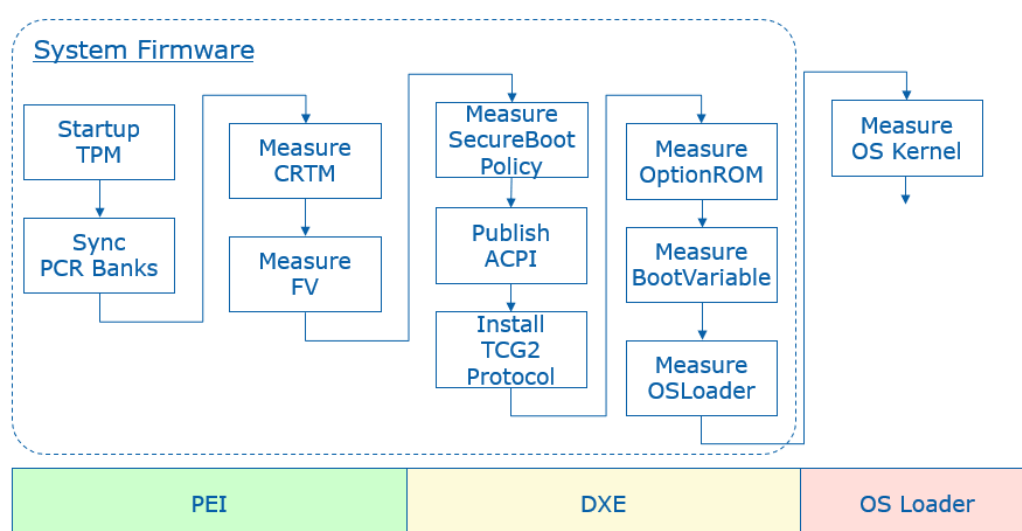 System Firmware
Startup
TPM
Sync
PCR Banks
Measure
CRTM
Measure
FV
Measure
SecureBoot
Policy
Publish
ACPI
Install
TCG2
Protocol
Measure
OptionROM
Measure
BootVariable
Measure
OSLoader
Measure
OS Kernel
PEI
DXE
OS Loader